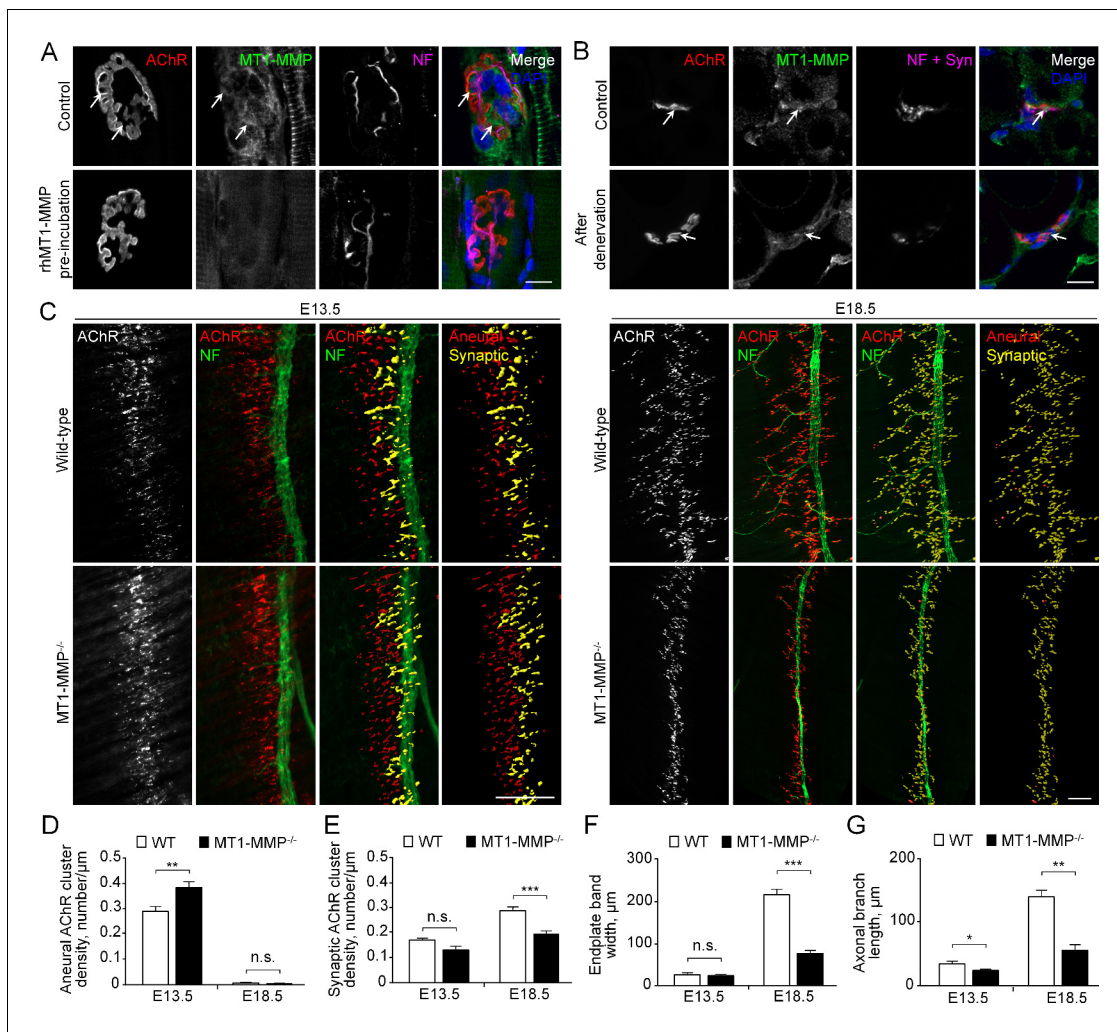 A
AChR
MT1-MMP
NF
Merge
DAPI
Control
rhMT1-MMP
pre-incubation
B
AChR
MT1-MMP
NF + Syn
Merge
DAPI
Control
After
denervation
C
E13.5
AChR
AChR
NF
AChR
NF
Aneural
Synaptic
Wild-type
MT1-MMP-/-
E18.5
AChR
AChR
NF
AChR
NF
Aneural
Synaptic
Wild-type
MT1-MMP-/-
D
WT MT1-MMP-/-
Aneural AChR cluster
density, number/µm
0.5
0.4
0.3
0.2
0.1
0
**
n.s.
E13.5 E18.5
E
WT MT1-MMP-/-
Synaptic AChR cluster
density, number/µm
0.5
0.4
0.3
0.2
0.1
0
n.s.
***
E13.5 E18.5
F
WT MT1-MMP-/-
Endplate band
width, µm
300
200
100
0
n.s.
***
E13.5 E18.5
G
WT MT1-MMP-/-
Axonal branch
length, µm
200
100
0
*
**
E13.5 E18.5